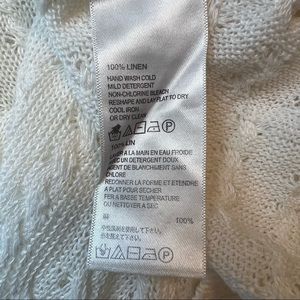 100% LINEN
HAND WASH COLD
MILD DETERGENT
NON-CHLORINE BLEACH
RESHAPE AND LAY FLAT TO DRY
COOL IRON
OR DRY CLEAN
100% LIN
LAVER A LA MAIN EN EAU FROIDE
AVEC UN DETERGENT DOUX
AGENT DE BLANCHIMENT SANS
CHLORE
REDONNER LA FORME ET ETENDRE
A PLAT POUR SECHER
FER A BASSE TEMPERATURE
OU NETTOYER A SEC
100%